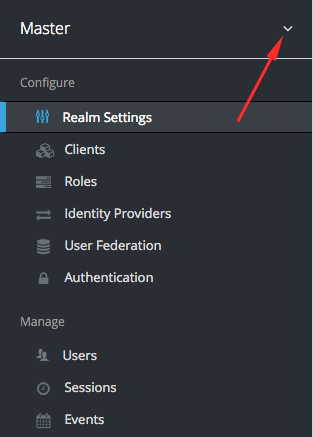 Master
Configure
Realm Settings
Clients
Roles
Identity Providers
User Federation
Authentication
Manage
Users
Sessions
Events